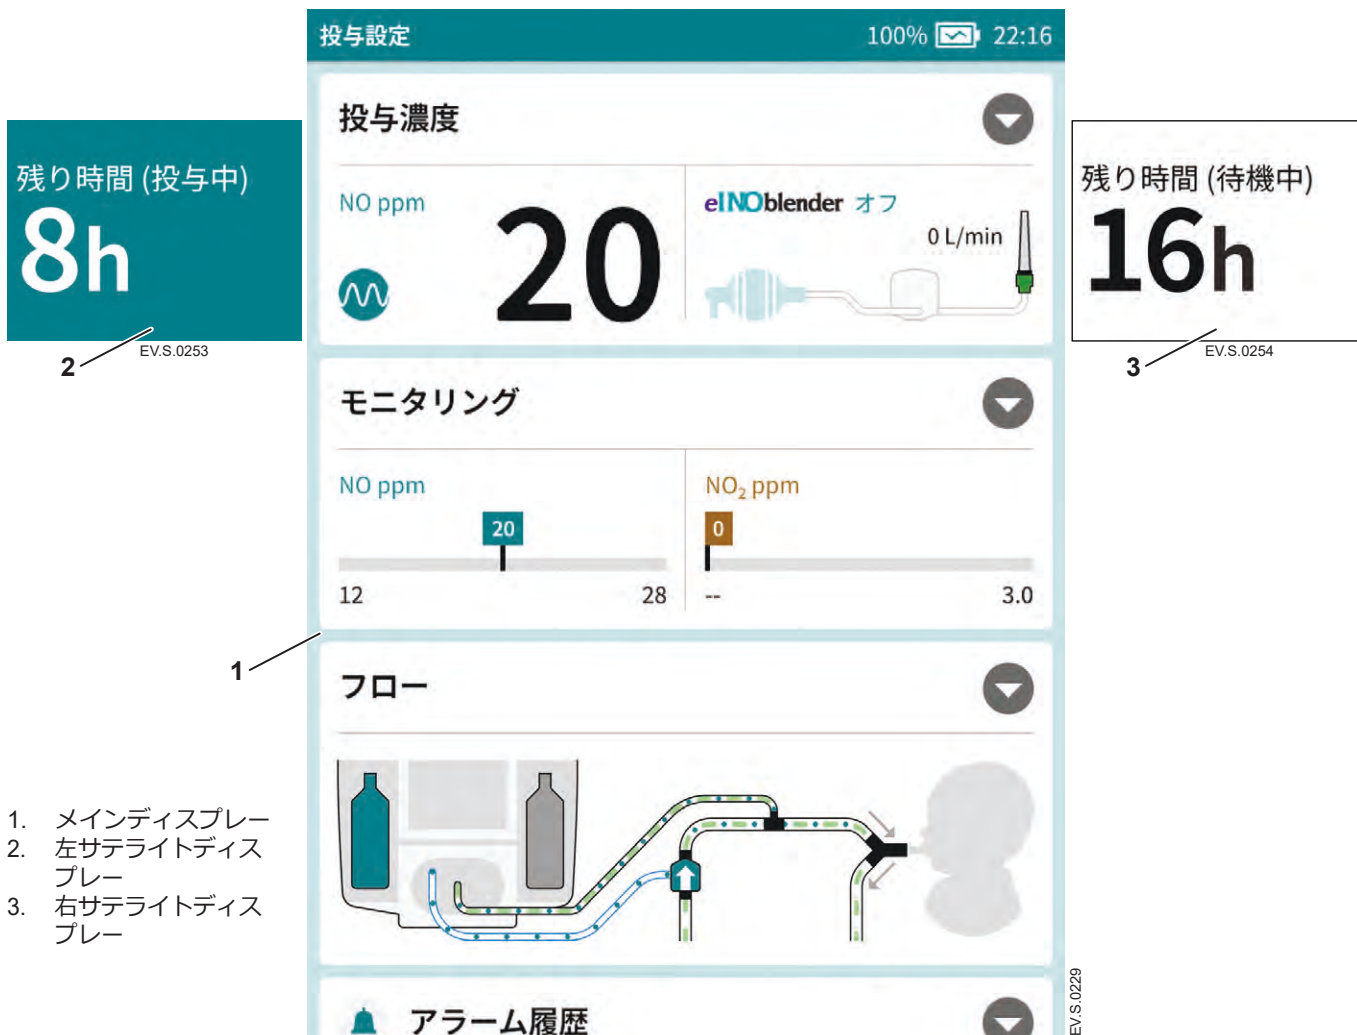 投与設定
100%
22:16
投与濃度
NO ppm
20
eINOblender オフ
0 L/min
残り時間 (投与中)
8h
EV.S.0253
2
残り時間 (待機中)
16h
EV.S.0254
3
モニタリング
NO ppm
20
12
28
NO₂ ppm
0
--
3.0
1
フロー
1. メインディスプレー
2. 左サテライトディス
プレー
3. 右サテライトディス
プレー
アラーム履歴
EV.S.0229